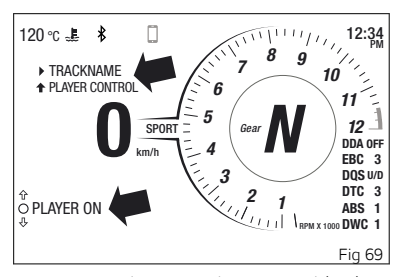 120 °C
12:34
PM
TRACKNAME
PLAYER CONTROL
0
SPORT
km/h
Gear
N
1
2
3
4
5
6
7
8
9
10
11
12
RPM X 1000
DDA OFF
EBC 3
DQS U/D
DTC 3
ABS 1
DWC 1
PLAYER ON
Fig 69